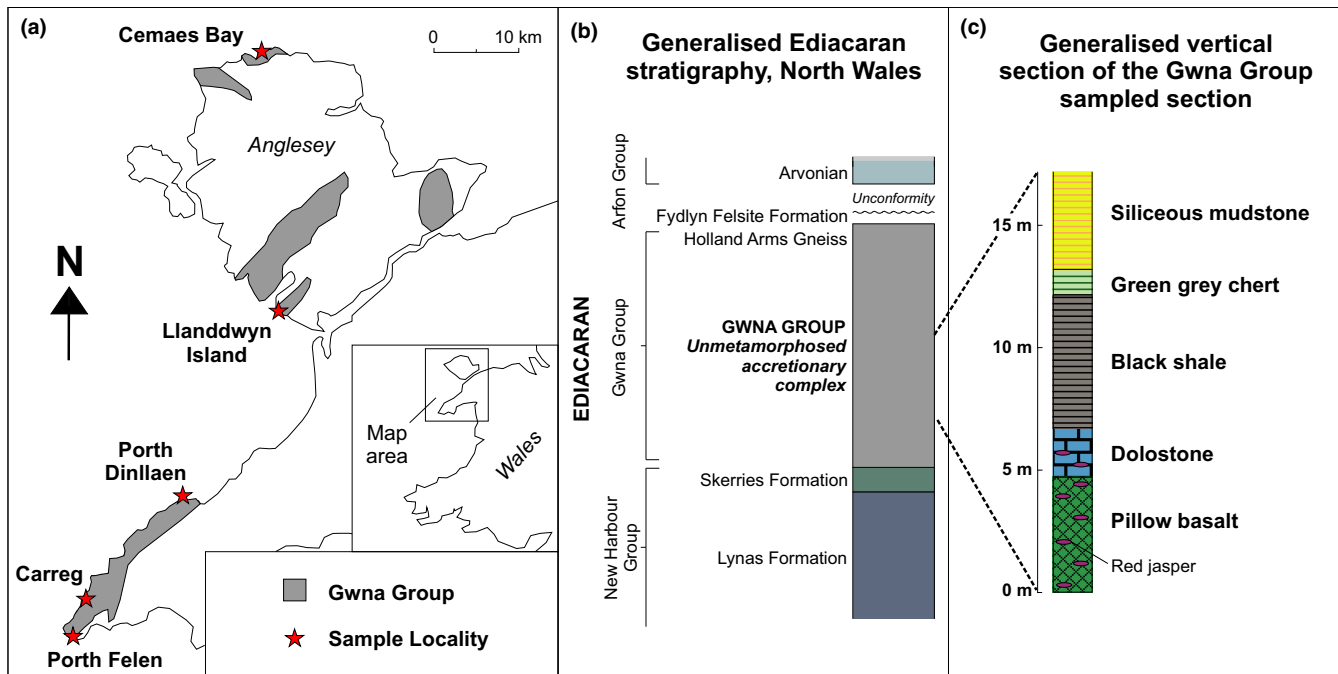 (a)
Cemaes Bay
0 10 km
Anglesey
N
Llanddwyn
Island
Porth
Dinllaen
Carreg
Porth Felen
Map
area
Wales
Gwna Group
Sample Locality
(b)
Generalised Ediacaran
stratigraphy, North Wales
EDIACARAN
Arfon Group
Gwna Group
New Harbour
Group
Arvonian
Unconformity
Fydlyn Felsite Formation
Holland Arms Gneiss
GWNA GROUP
Unmetamorphosed
accretionary
complex
Skerries Formation
Lynas Formation
(c)
Generalised vertical
section of the Gwna Group
sampled section
15 m
10 m
5 m
0 m
Siliceous mudstone
Green grey chert
Black shale
Dolostone
Pillow basalt
Red jasper